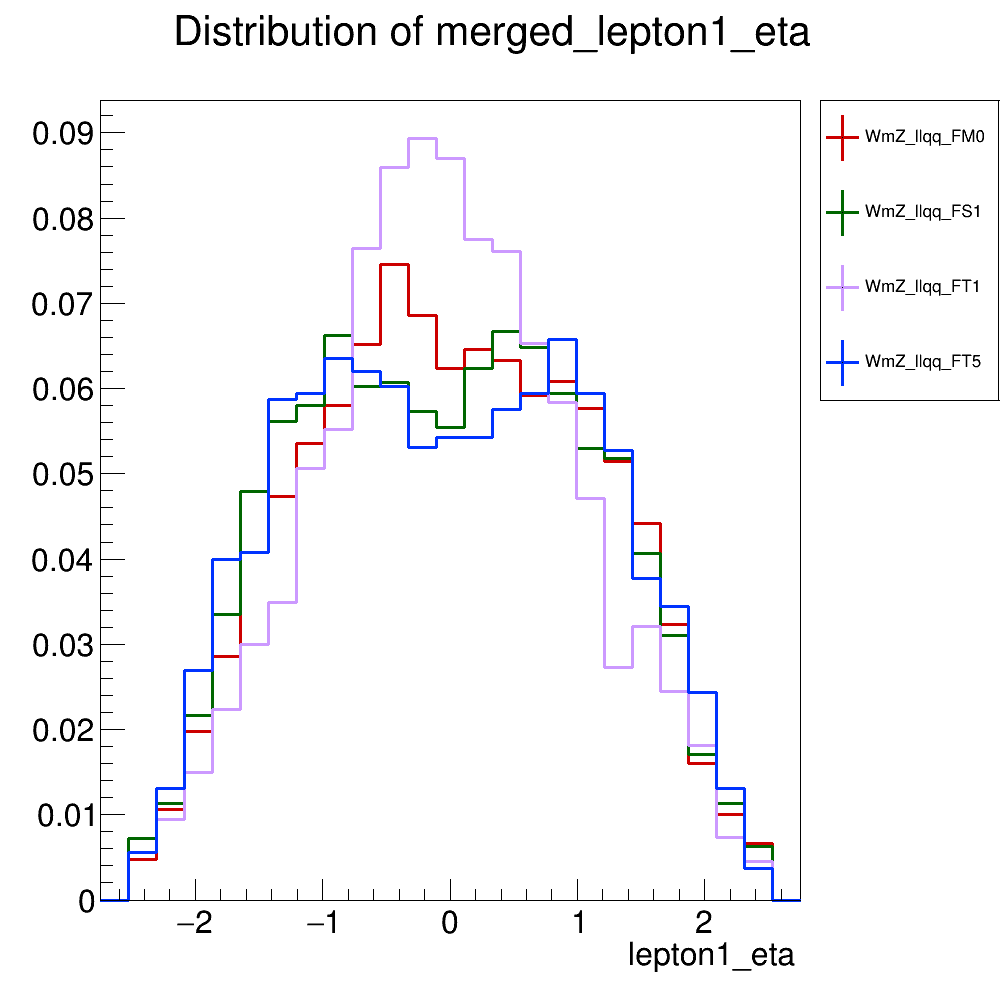 Distribution of merged_lepton1_eta
WmZ_llqq_FM0
WmZ_llqq_FS1
WmZ_llqq_FT1
WmZ_llqq_FT5
0.09
0.08
0.07
0.06
0.05
0.04
0.03
0.02
0.01
0
−2 −1 0 1 2
lepton1_eta